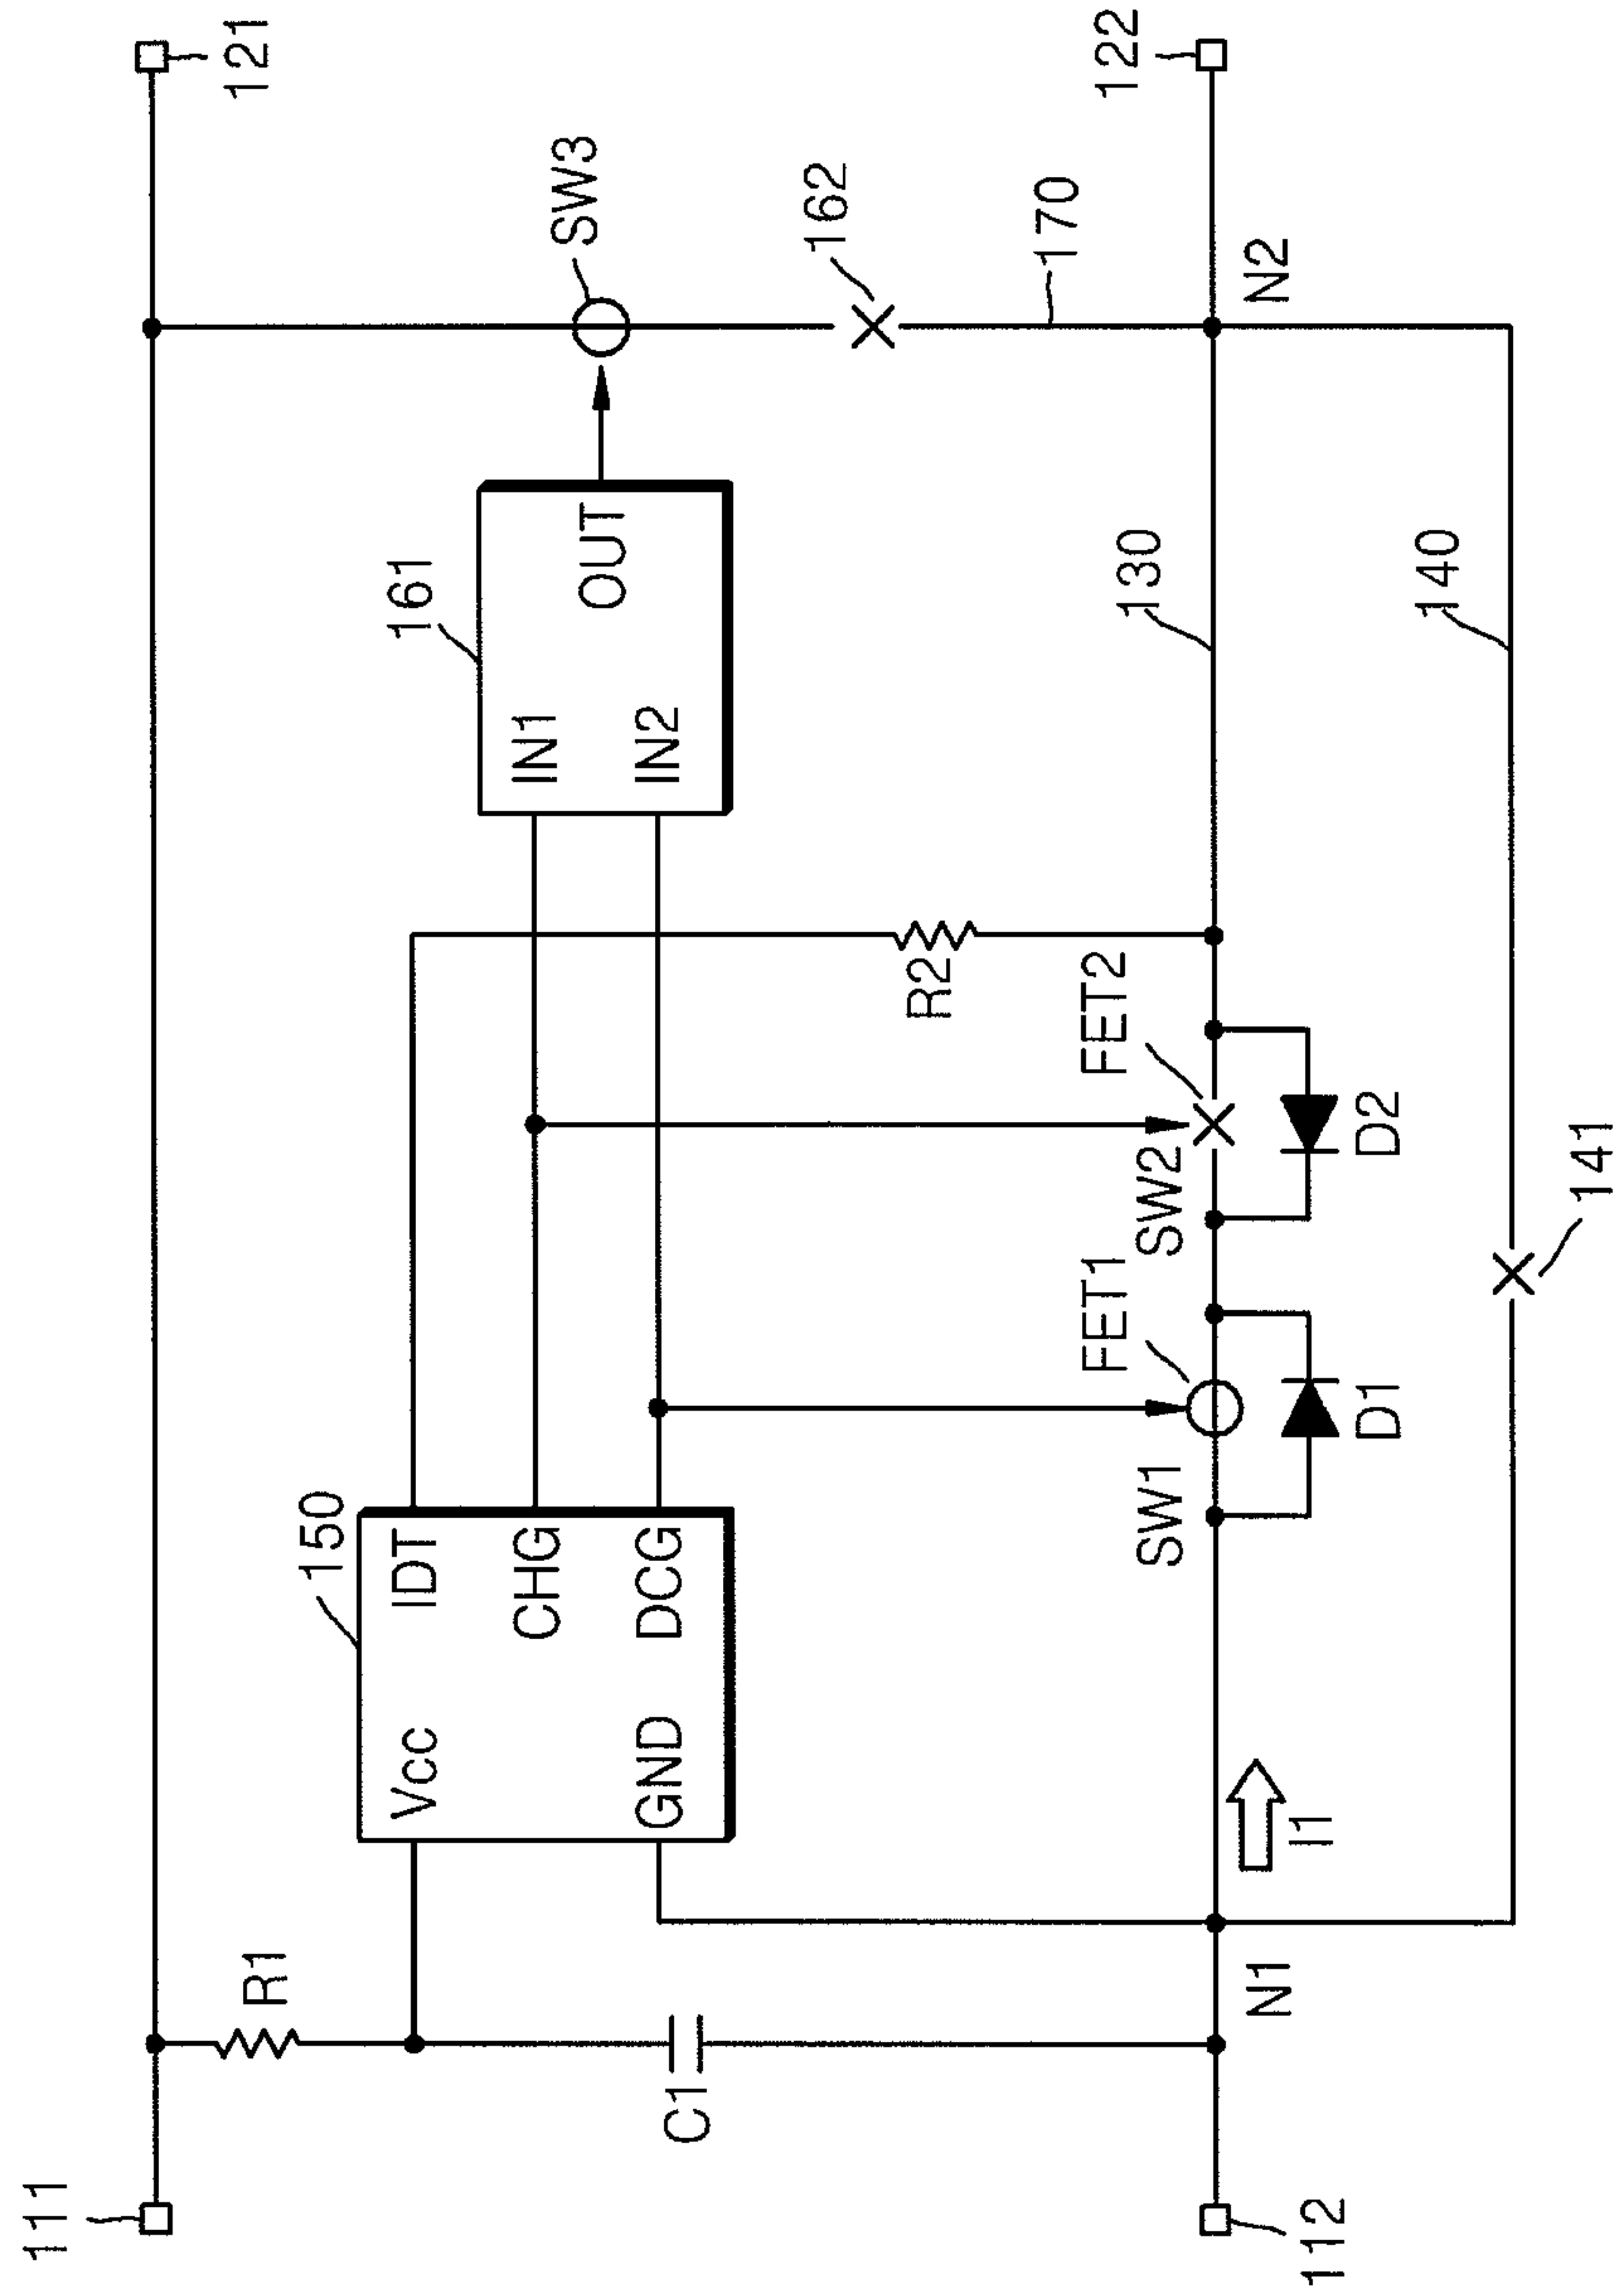 111
R1
C1
112
N1
I1
150
Vcc
IDT
CHG
GND
DCG
SW1
FET1
D1
SW2
FET2
D2
R2
161
IN1
IN2
OUT
130
140
141
SW3
162
170
N2
121
122